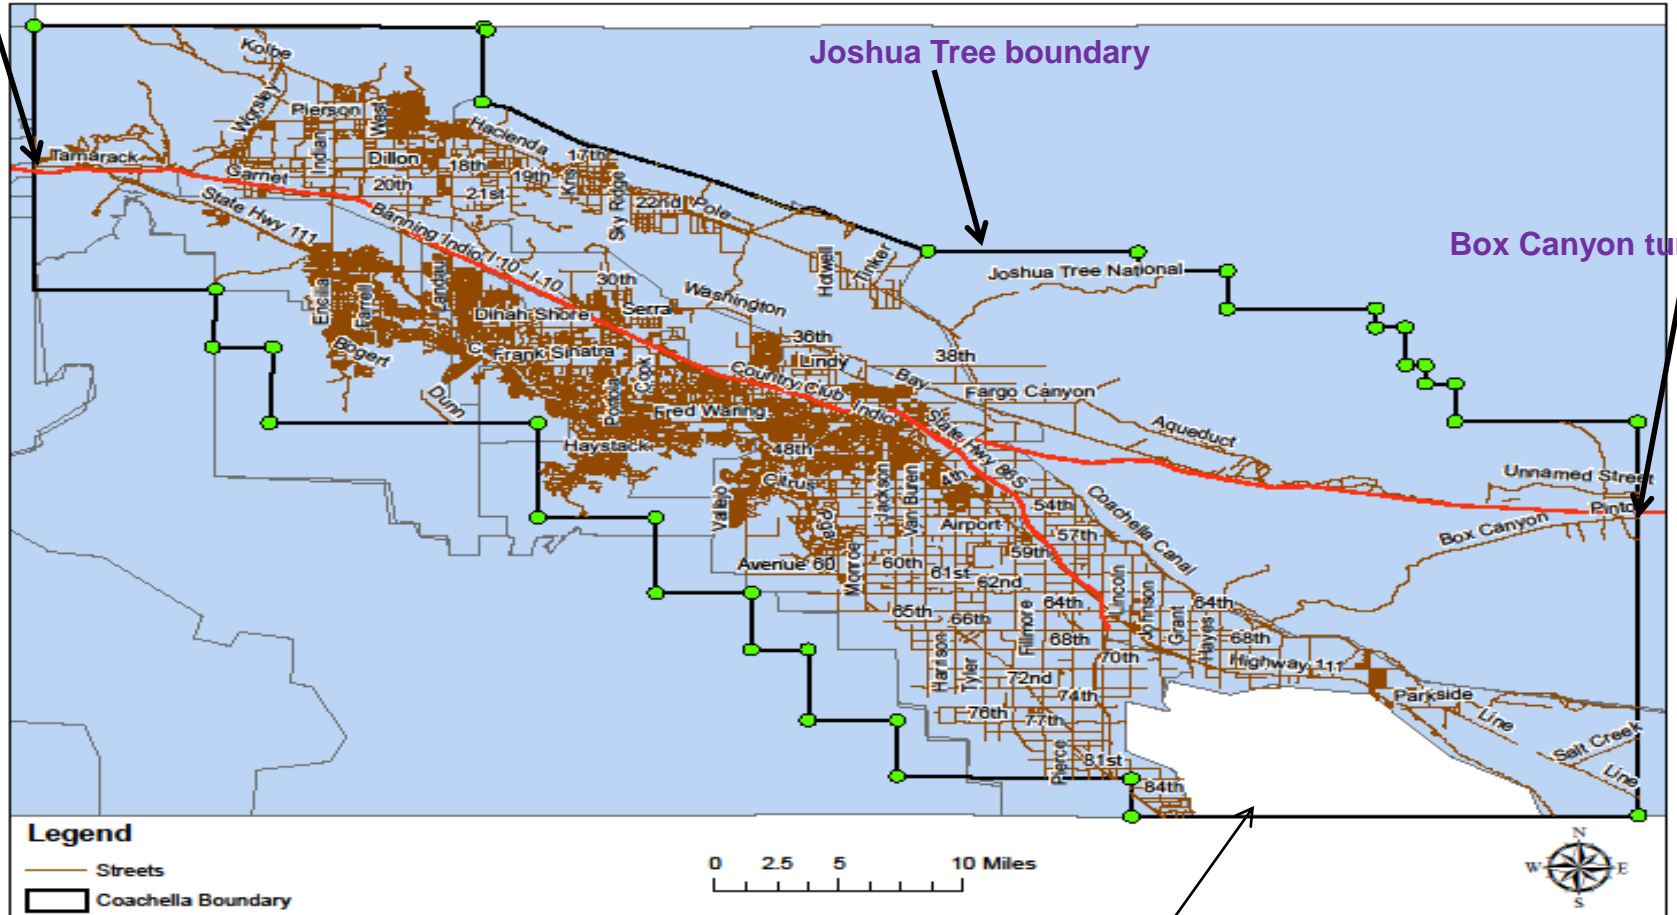 Joshua Tree boundary
Box Canyon tu
Kolbe
Worsley
Pierson
West
Indian
Hacienda
Tamarack
Garnet
Dillon
17th
18th
19th
Kris
20th
21st
Sky Ridge
22nd
Pole
State Hwy 111
Banning Indio I 10 I 10
Hotwell
Tinker
Joshua Tree National
Encilia
Farrell
Landau
30th
Washington
Dinah Shore
Serra
36th
Bogert
C
Frank Sinatra
Lindy
38th
Dunn
Portola
Cook
Country Club
Indio
Bay
Fargo Canyon
Fred Waring
State Hwy 86S
Aqueduct
Haystack
48th
Citrus
Vallejo
Pga
Jackson
Van Buren
4th
Unnamed Street
Coachella Canal
54th
Airport
57th
Pinto
Box Canyon
Avenue 60
Monroe
60th
59th
61st
62nd
Lincoln
Johnson
65th
66th
Fillmore
64th
64th
Grant
Hayes
68th
68th
70th
Highway 111
Harrison
Tyler
72nd
74th
Parkside
76th
77th
Line
Salt Creek
Pierce
81st
84th
Line
Legend
Streets
Coachella Boundary
0 2.5 5 10 Miles
N
W E
S